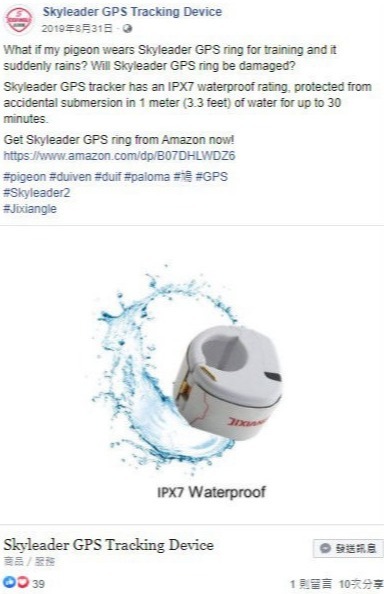 Skyleader GPS Tracking Device
2019年8月31日 ·
What if my pigeon wears Skyleader GPS ring for training and it
suddenly rains? Will Skyleader GPS ring be damaged?
Skyleader GPS tracker has an IPX7 waterproof rating, protected from
accidental submersion in 1 meter (3.3 feet) of water for up to 30
minutes.
Get Skyleader GPS ring from Amazon now!
https://www.amazon.com/dp/B07DHLWDZ6
#pigeon #duiven #duif #paloma #鳩 #GPS
#Skyleader2
#Jixiangle
IPX7 Waterproof
Skyleader GPS Tracking Device
發送訊息
商品 / 服務
39
1 則留言 10次分享